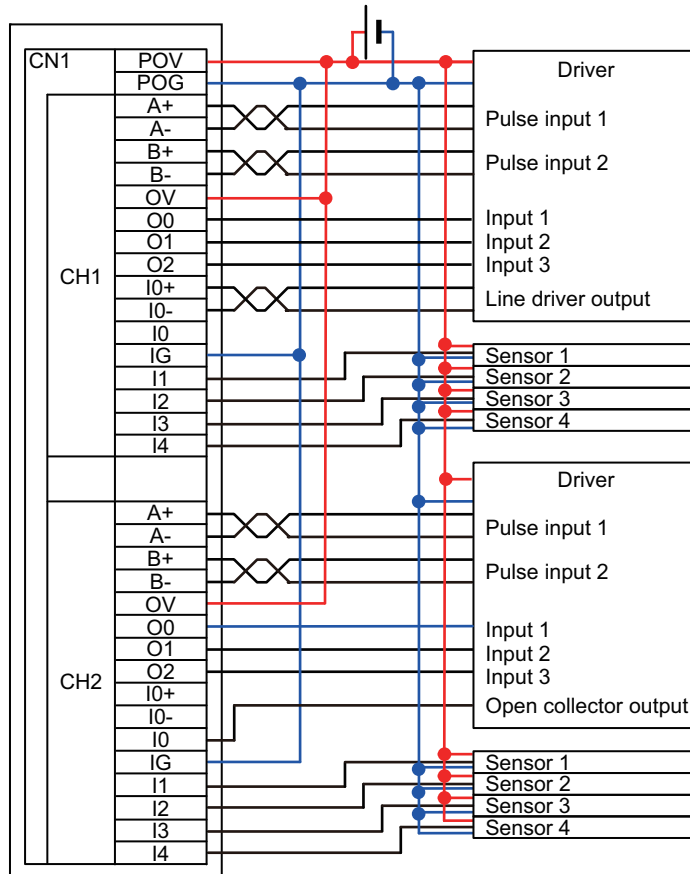 CN1
POV
POG
CH1
A+
A-
B+
B-
OV
O0
O1
O2
I0+
I0-
I0
IG
I1
I2
I3
I4
CH2
A+
A-
B+
B-
OV
O0
O1
O2
I0+
I0-
I0
IG
I1
I2
I3
I4
Driver
Pulse input 1
Pulse input 2
Input 1
Input 2
Input 3
Line driver output
Sensor 1
Sensor 2
Sensor 3
Sensor 4
Driver
Pulse input 1
Pulse input 2
Input 1
Input 2
Input 3
Open collector output
Sensor 1
Sensor 2
Sensor 3
Sensor 4